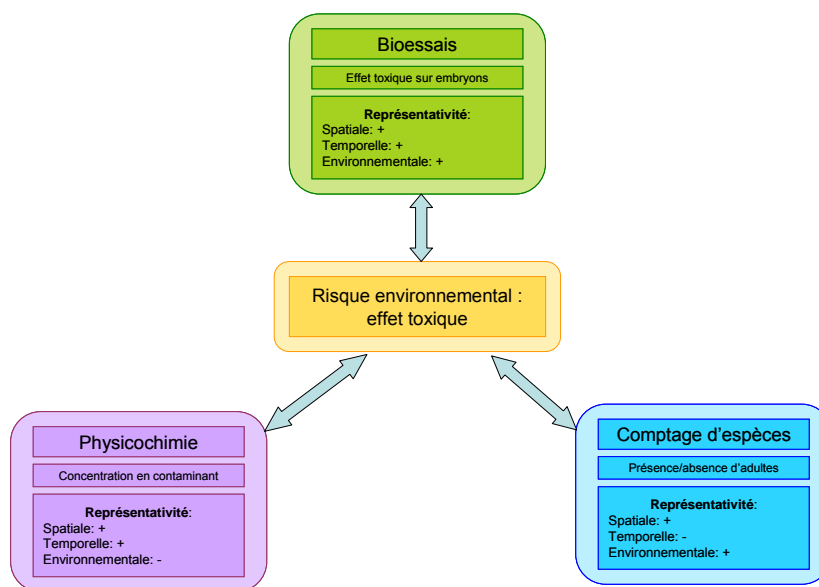 Bioessais
Effet toxique sur embryons
Représentativité:
Spatiale: +
Temporelle: +
Environnementale: +
Risque environnemental :
effet toxique
Physicochimie
Concentration en contaminant
Représentativité:
Spatiale: +
Temporelle: +
Environnementale: -
Comptage d'espèces
Présence/absence d'adultes
Représentativité:
Spatiale: +
Temporelle: -
Environnementale: +